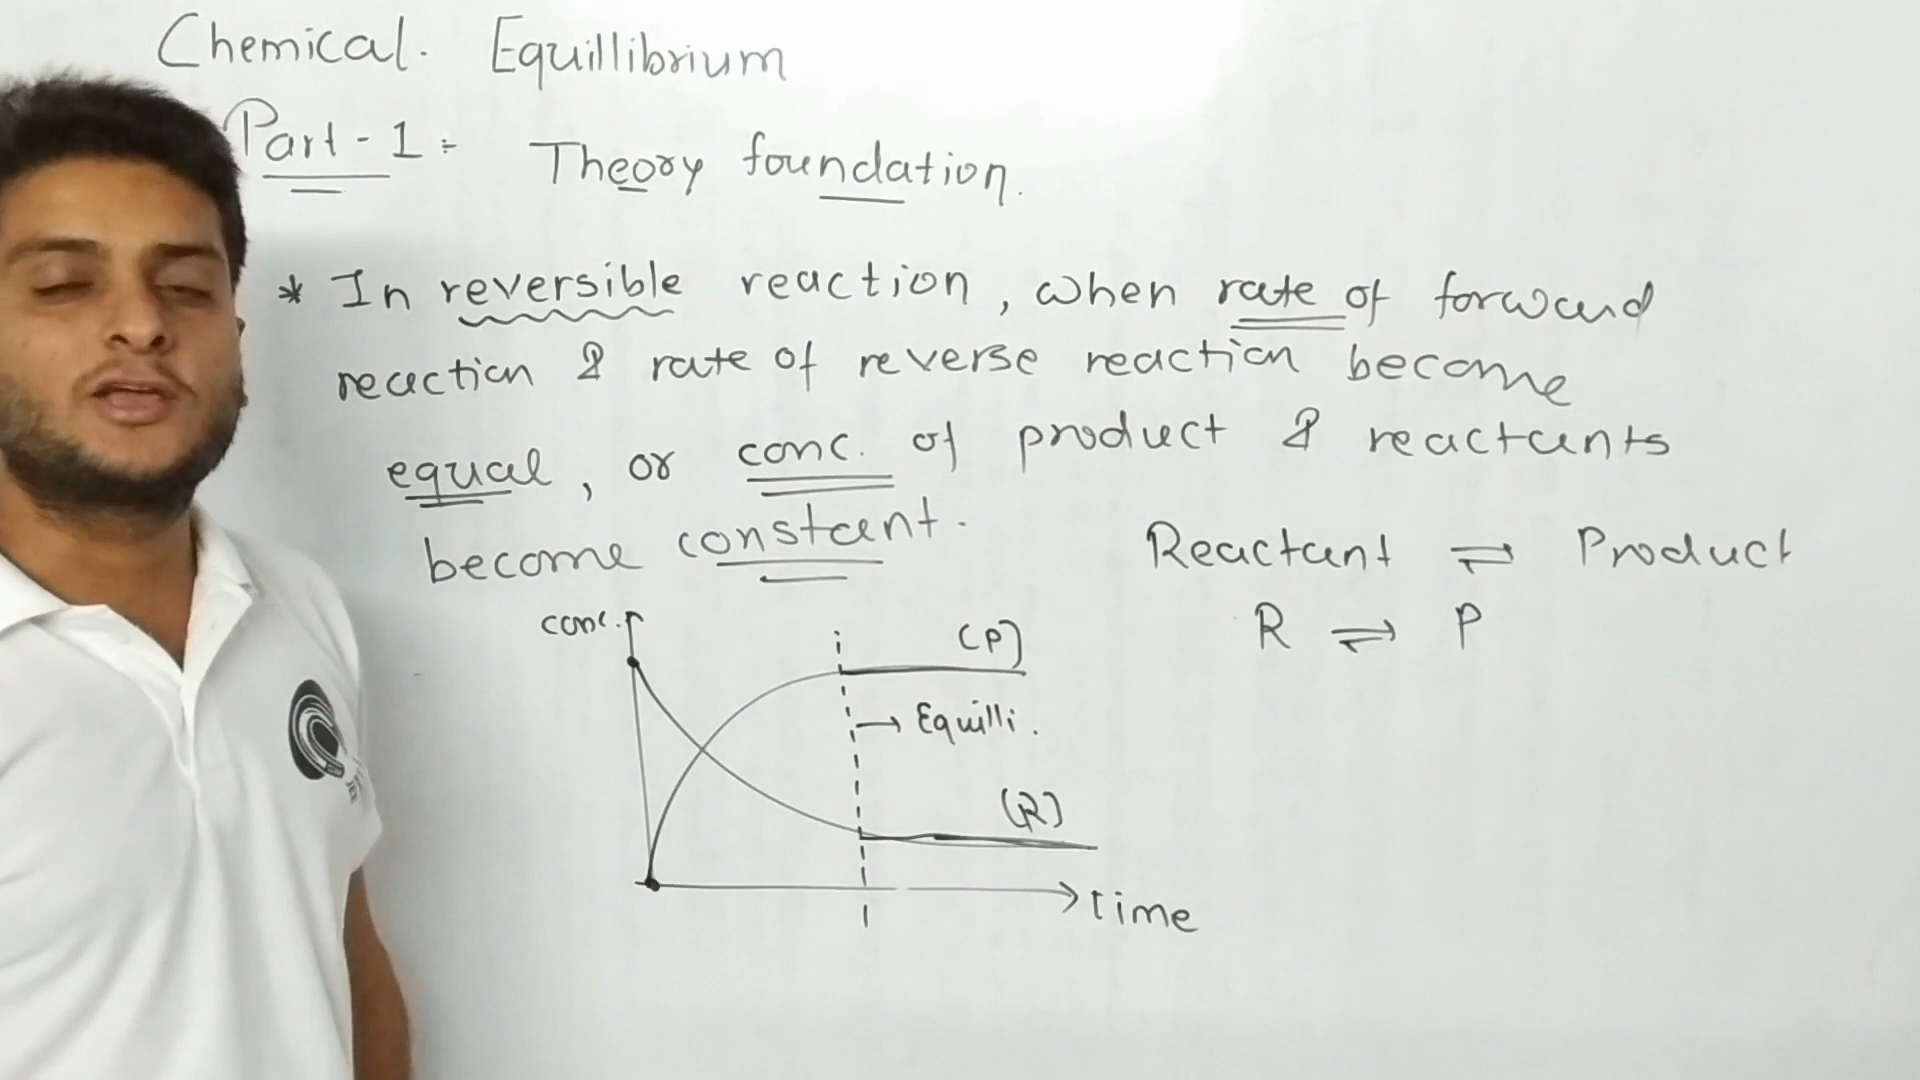 Chemical. Equillibrium
Part-1:- Theory foundation.
* In reversible reaction, when rate of forward
reaction & rate of reverse reaction become
equal, or conc. of product & reactants
become constant.
Reactant ⇌ Product
R ⇌ P
conc.
[P]
→ Equilli.
[R]
time